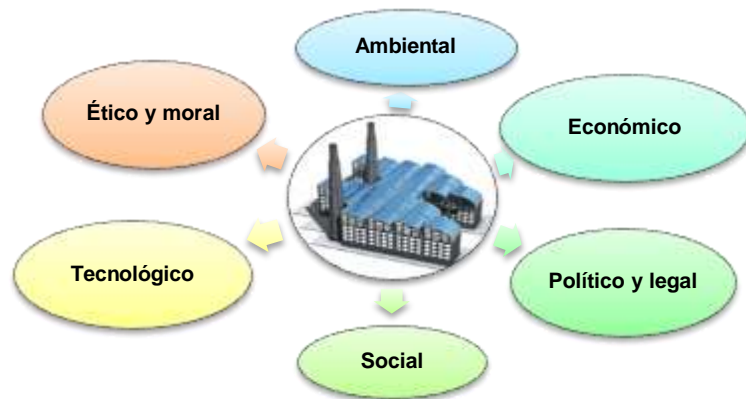 Ambiental
Ético y moral
Económico
Tecnológico
Político y legal
Social